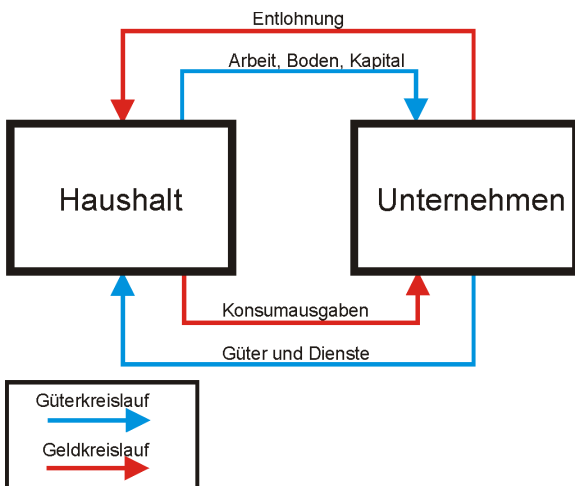 Entlohnung
Arbeit, Boden, Kapital
Haushalt
Unternehmen
Konsumausgaben
Güter und Dienste
Güterkreislauf
Geldkreislauf